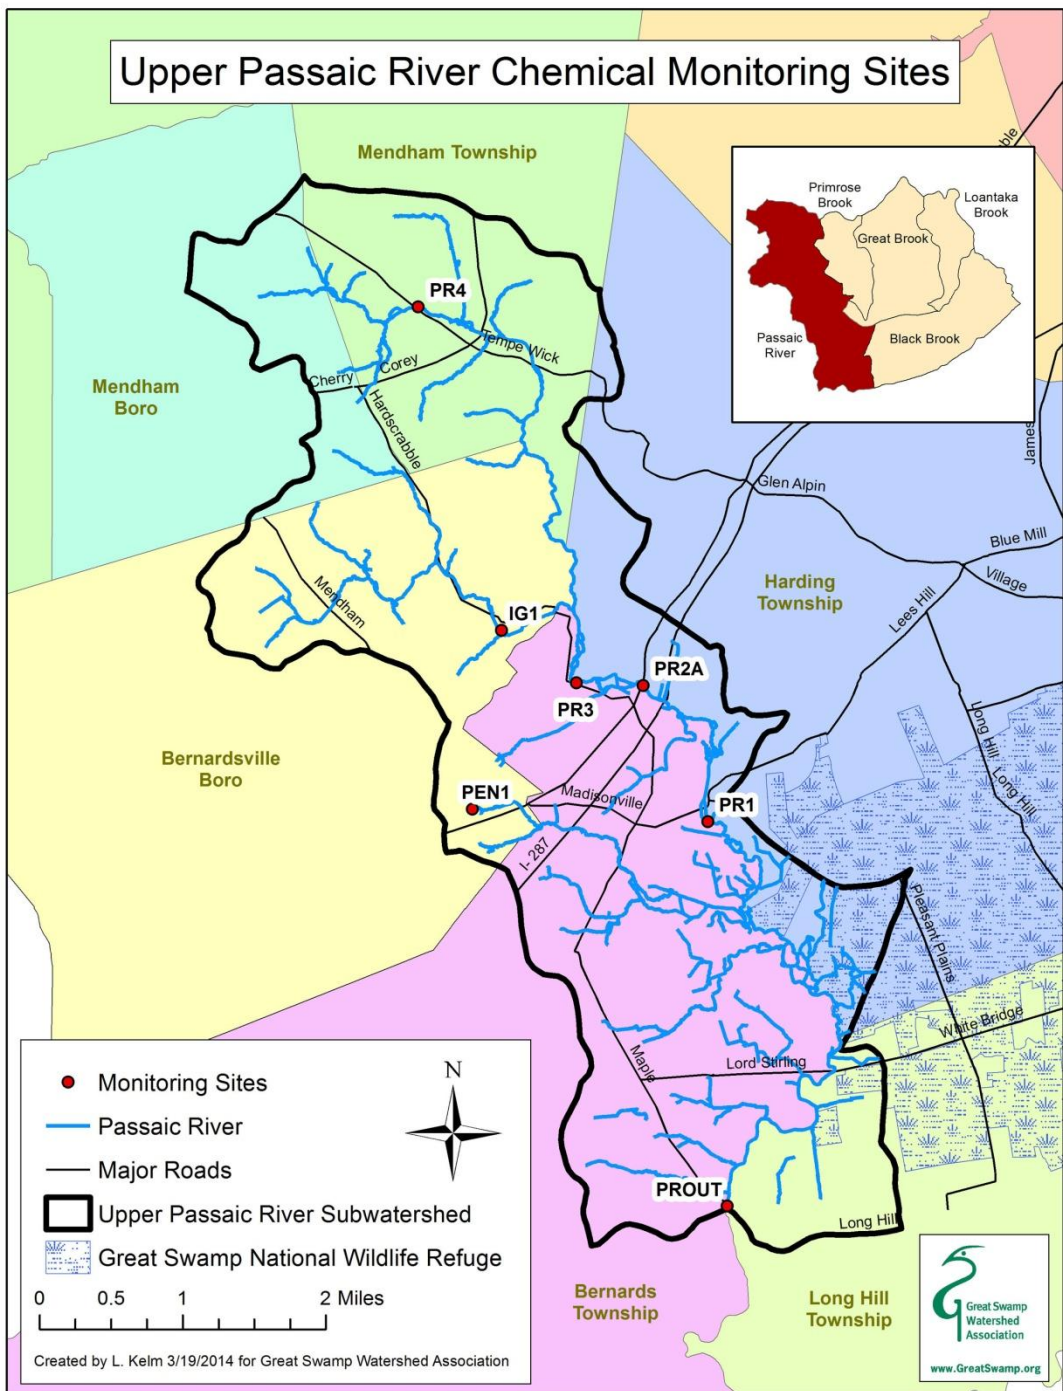 Upper Passaic River Chemical Monitoring Sites
Mendham Township
Primrose
Brook
Loantaka
Brook
Great Brook
Passaic
River
Black Brook
PR4
Tempe Wick
Corey
Cherry
Hardscrabble
Mendham
Boro
James
Glen Alpin
Blue Mill
Village
Harding
Township
Lees Hill
Mendham
IG1
PR2A
PR3
Long Hill
Long Hill
Bernardsville
Boro
PEN1
Madisonville
PR1
I- 287
Pleasant Plains
White Bridge
Maple
Lord Stirling
PROUT
Long Hill
Bernards
Township
Long Hill
Township
N
Monitoring Sites
Passaic River
Major Roads
Upper Passaic River Subwatershed
Great Swamp National Wildlife Refuge
0 0.5 1 2 Miles
Created by L. Kelm 3/19/2014 for Great Swamp Watershed Association
Great Swamp
Watershed
Association
www.GreatSwamp.org